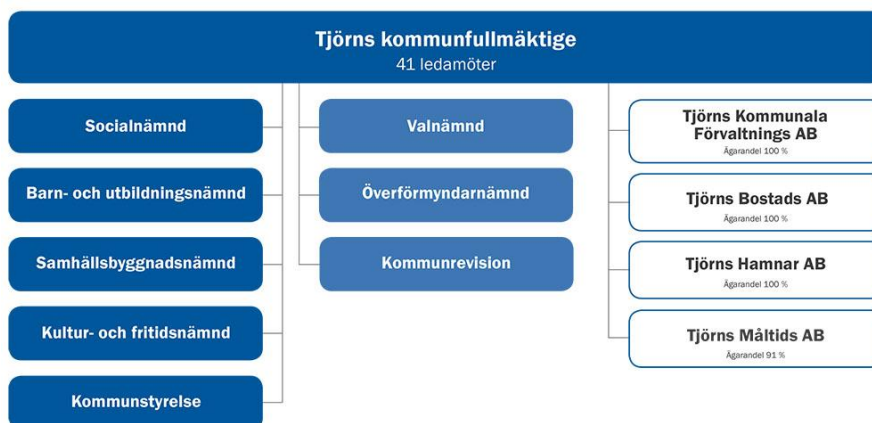 Tjörns kommunfullmäktige
41 ledamöter
Socialnämnd
Barn- och utbildningsnämnd
Samhällsbyggnadsnämnd
Kultur- och fritidsnämnd
Kommunstyrelse
Valnämnd
Överförmyndarnämnd
Kommunrevision
Tjörns Kommunala
Förvaltnings AB
Ägarandel 100 %
Tjörns Bostads AB
Ägarandel 100 %
Tjörns Hamnar AB
Ägarandel 100 %
Tjörns Måltids AB
Ägarandel 91 %